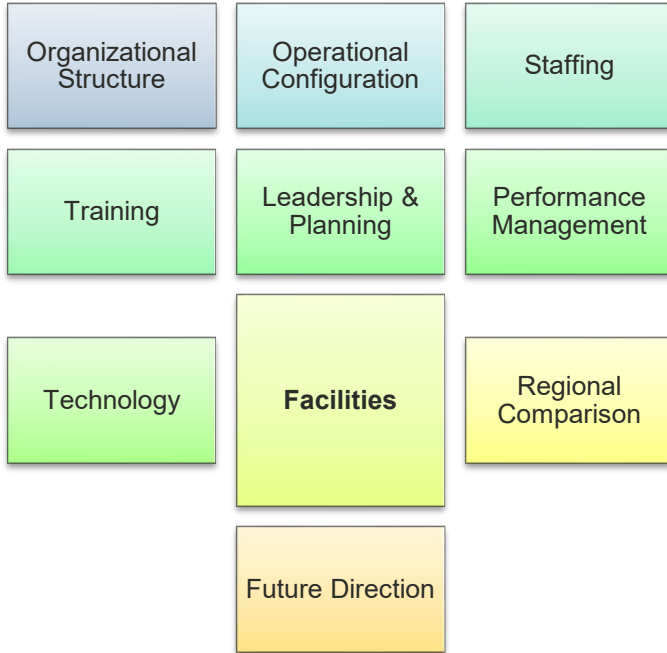 Organizational
Structure
Operational
Configuration
Staffing
Training
Leadership &
Planning
Performance
Management
Technology
Facilities
Regional
Comparison
Future Direction